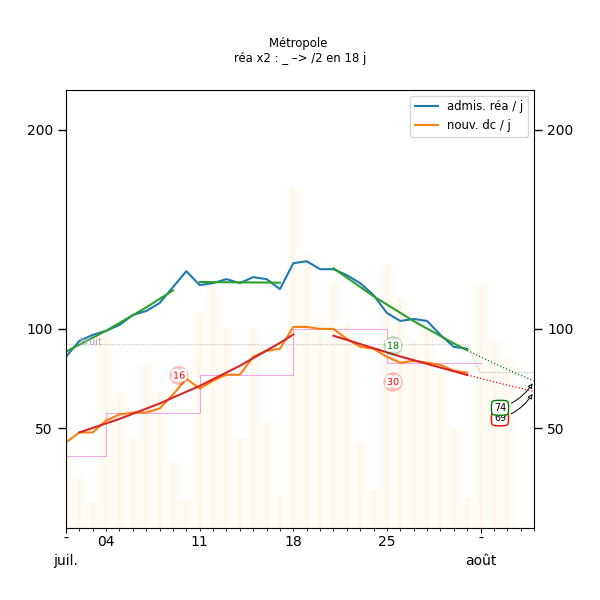 Métropole
réa x2 : _ –> /2 en 18 j
admis. réa / j
nouv. dc / j
200
200
100
100
bruit
18
16
30
74
69
50
50
-
04
11
18
25
-
juil.
août